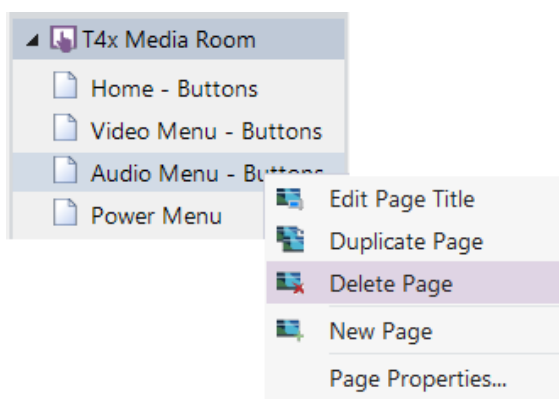 T4x Media Room
Home - Buttons
Video Menu - Buttons
Audio Menu - Buttons
Power Menu
Edit Page Title
Duplicate Page
Delete Page
New Page
Page Properties...